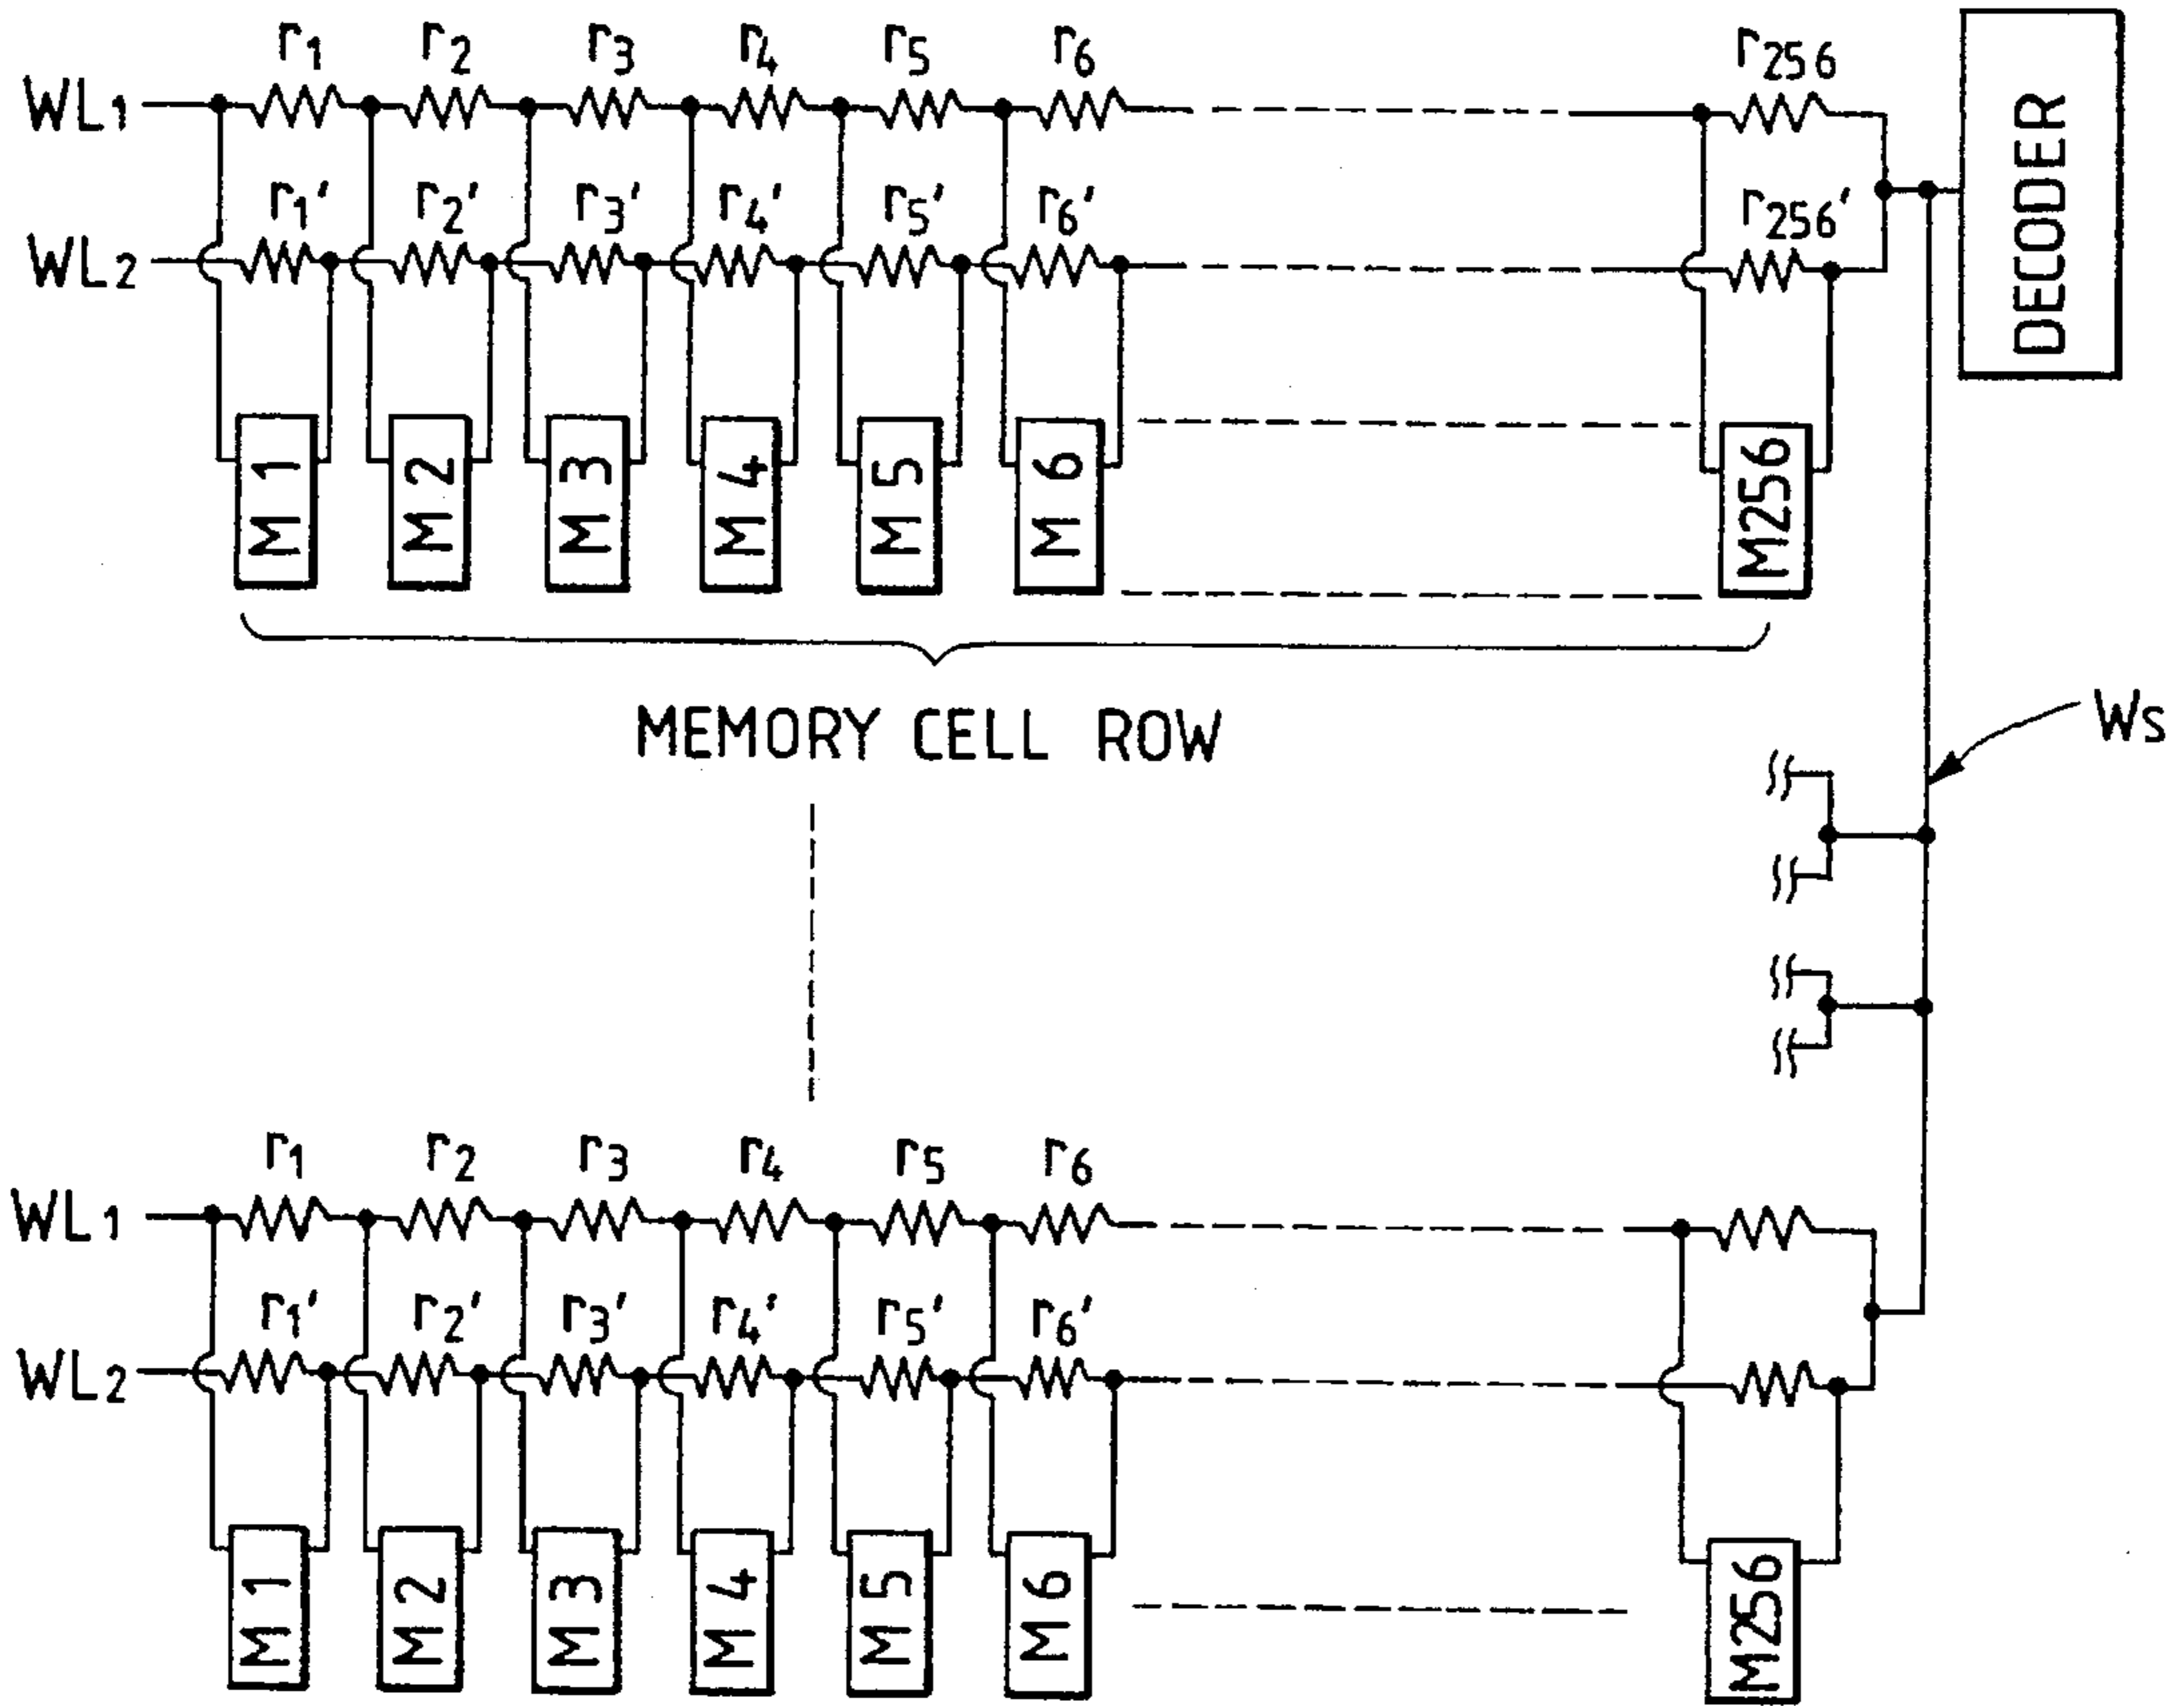 r1 r2 r3 r4 r5 r6 r256
WL1
r1' r2' r3' r4' r5' r6' r256'
WL2
DECODER
M1 M2 M3 M4 M5 M6 M256
MEMORY CELL ROW
WS
r1 r2 r3 r4 r5 r6
WL1
r1' r2' r3' r4' r5' r6'
WL2
M1 M2 M3 M4 M5 M6 M256